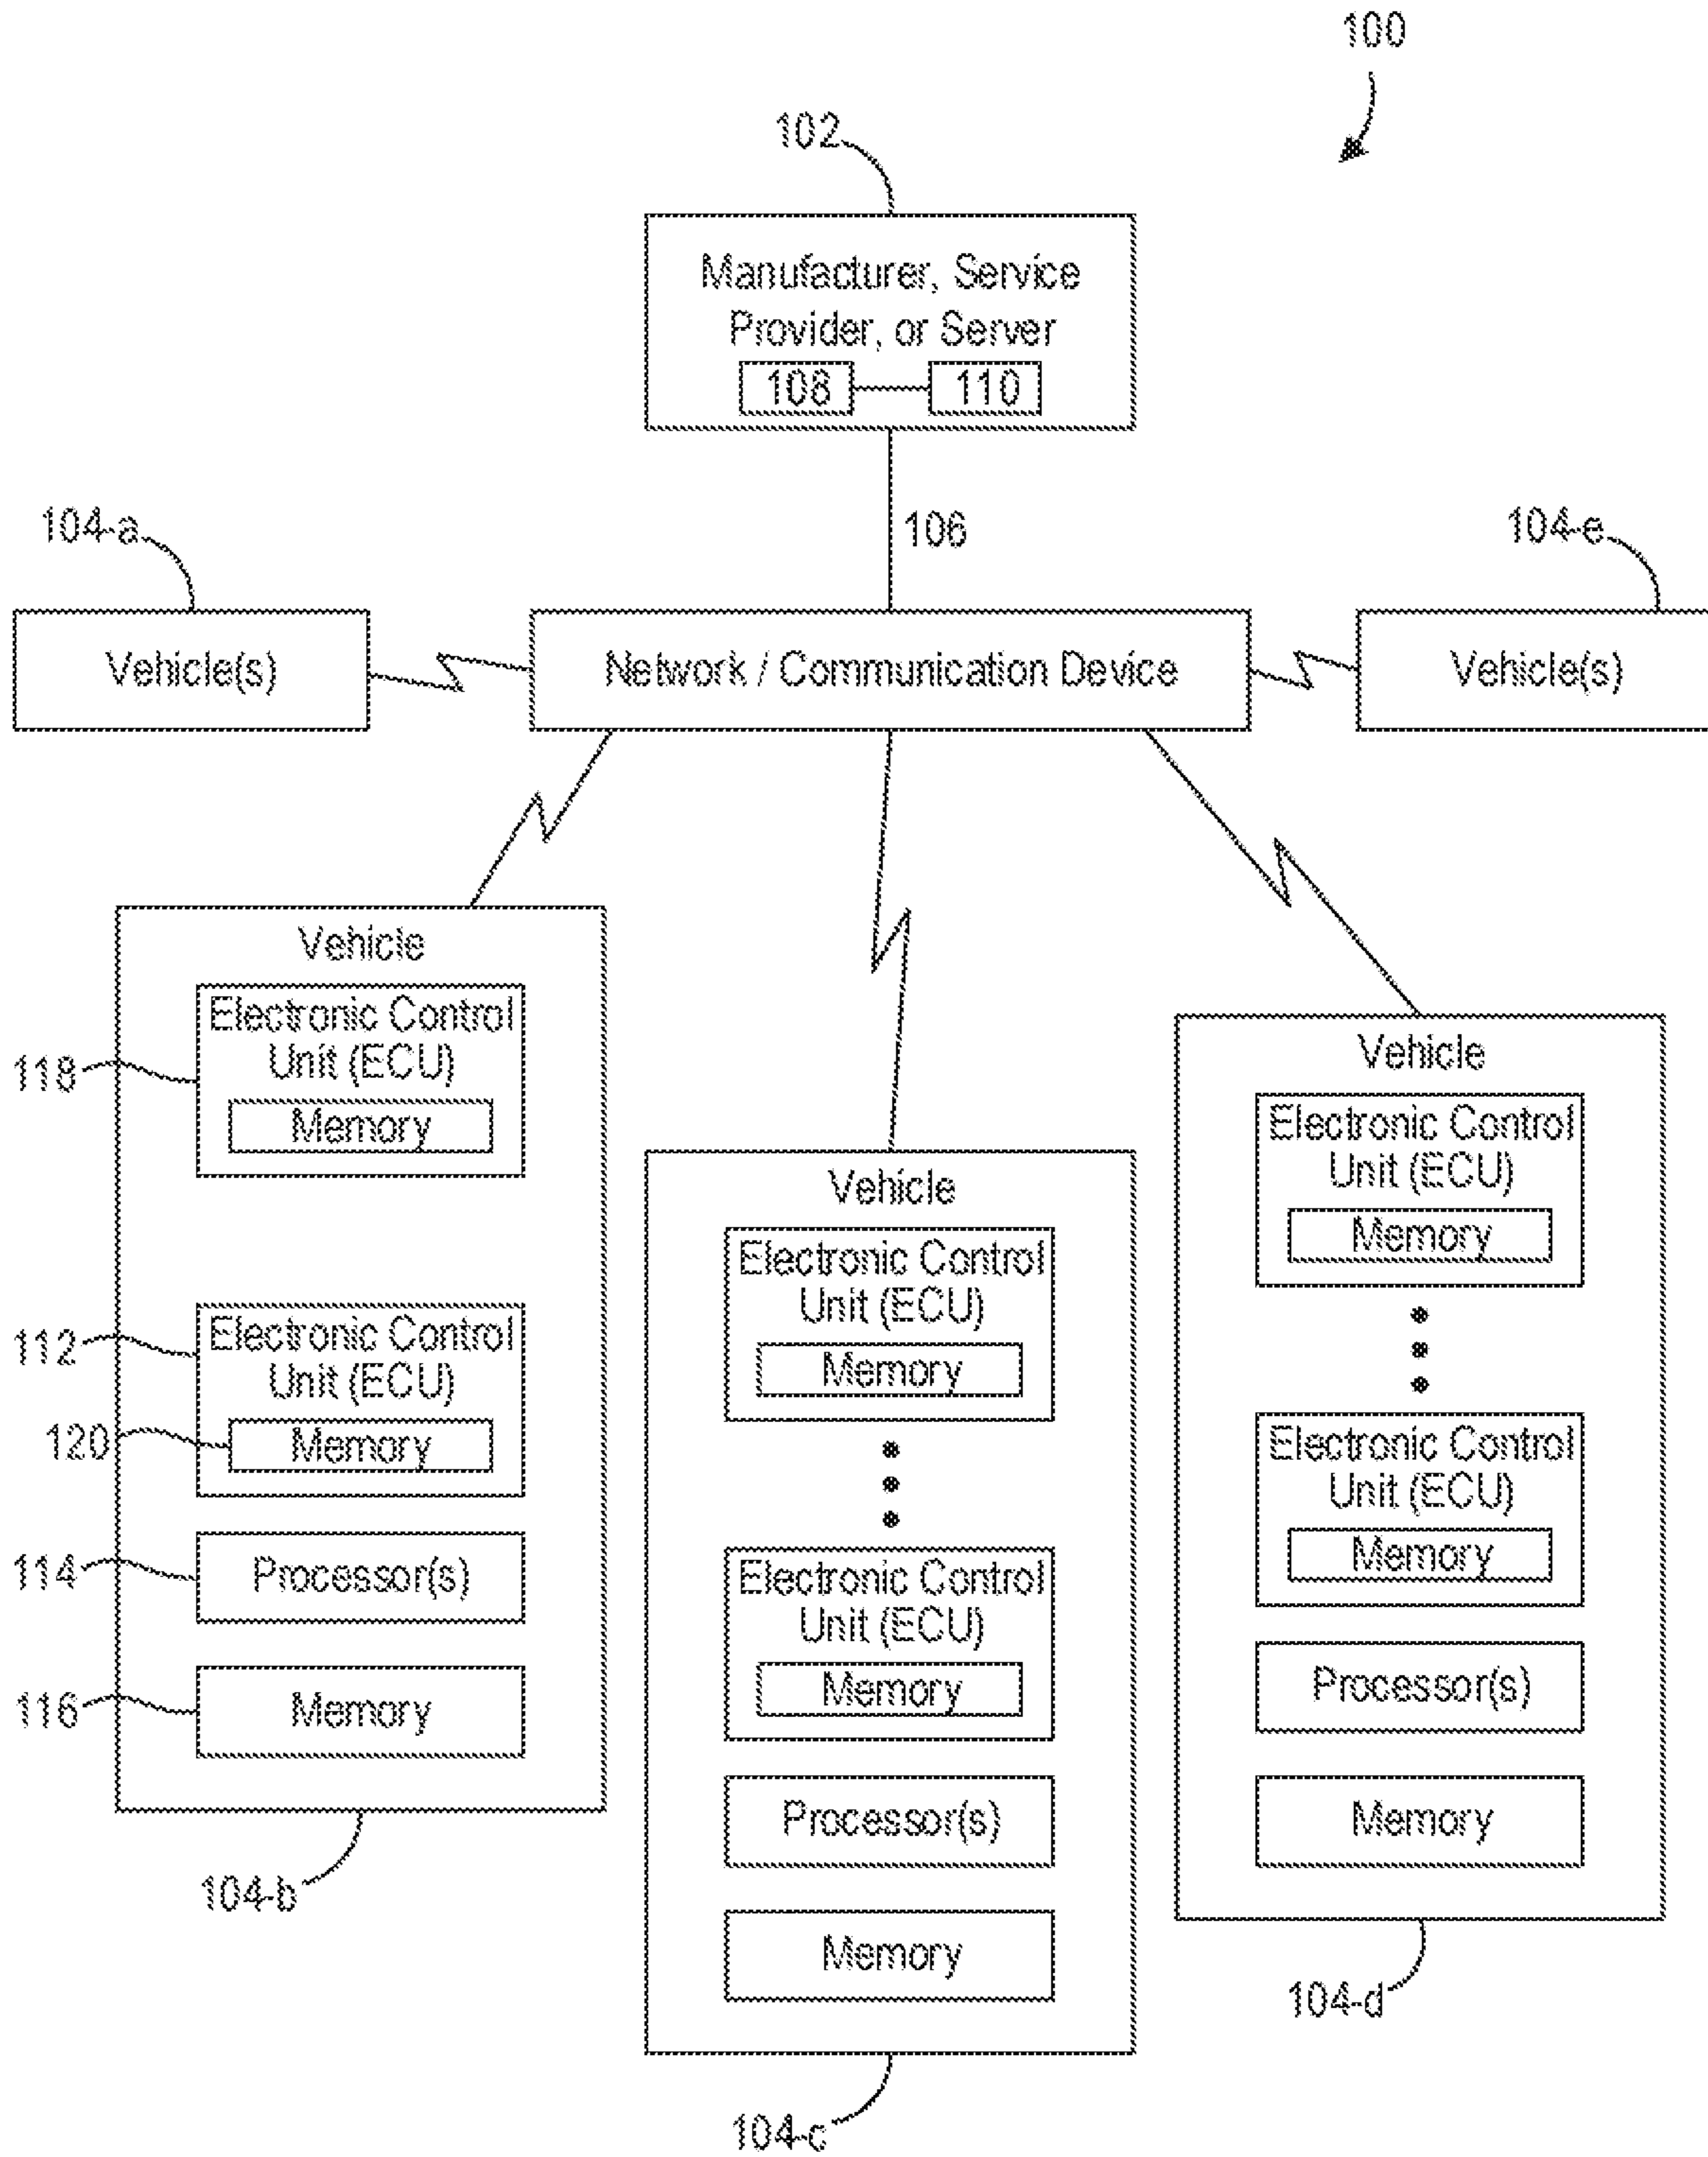 100
102
Manufacturer, Service
Provider, or Server
108
110
106
104-a
104-e
Vehicle(s)
Network / Communication Device
Vehicle(s)
Vehicle
Electronic Control
Unit (ECU)
Memory
118
Electronic Control
Unit (ECU)
Memory
112
120
Processor(s)
114
Memory
116
104-b
Vehicle
Electronic Control
Unit (ECU)
Memory
Electronic Control
Unit (ECU)
Memory
Processor(s)
Memory
104-c
Vehicle
Electronic Control
Unit (ECU)
Memory
Electronic Control
Unit (ECU)
Memory
Processor(s)
Memory
104-d